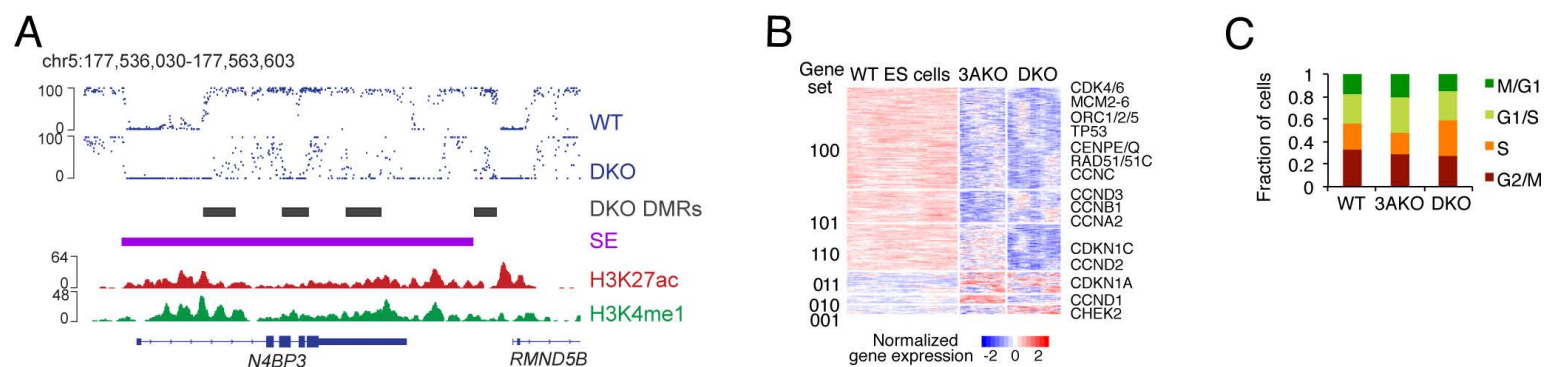 A
chr5:177,536,030-177,563,603
100
0
WT
100
0
DKO
DKO DMRs
SE
64
0
H3K27ac
48
0
H3K4me1
N4BP3
RMND5B
B
Gene set
WT ES cells 3AKO DKO
100
101
110
011
010
001
CDK4/6
MCM2-6
ORC1/2/5
TP53
CENPE/Q
RAD51/51C
CCNC
CCND3
CCNB1
CCNA2
CDKN1C
CCND2
CDKN1A
CCND1
CHEK2
Normalized
gene expression
-2 0 2
C
Fraction of cells
1
0.8
0.6
0.4
0.2
0
WT 3AKO DKO
M/G1
G1/S
S
G2/M